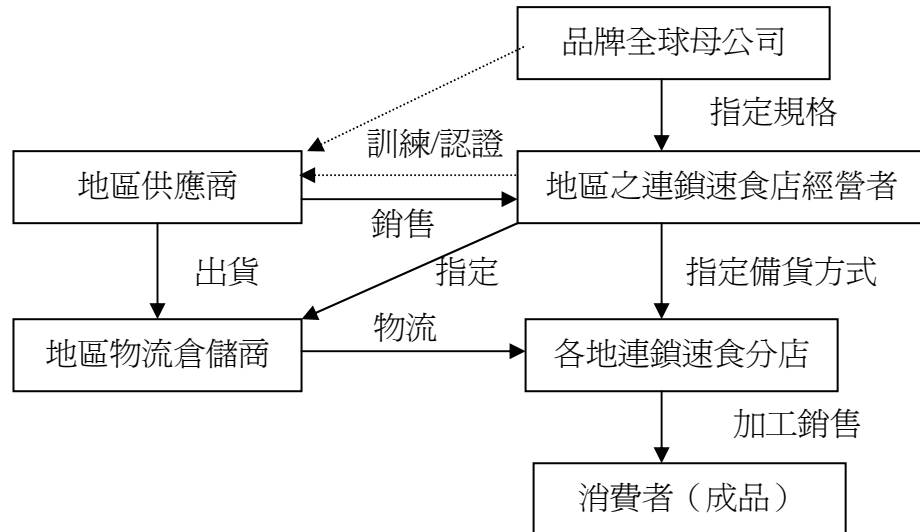 品牌全球母公司
指定規格
訓練/認證
地區供應商
地區之連鎖速食店經營者
銷售
出貨
指定
指定備貨方式
物流
地區物流倉儲商
各地連鎖速食分店
加工銷售
消費者（成品）